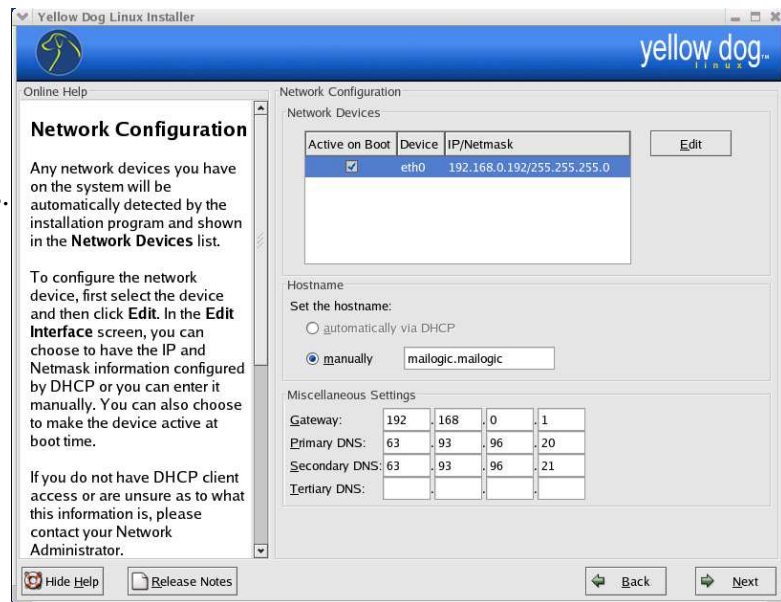 Yellow Dog Linux Installer
yellow dog™
linux
Online Help
Network Configuration
Any network devices you have
on the system will be
automatically detected by the
installation program and shown
in the Network Devices list.
To configure the network
device, first select the device
and then click Edit. In the Edit
Interface screen, you can
choose to have the IP and
Netmask information configured
by DHCP or you can enter it
manually. You can also choose
to make the device active at
boot time.
If you do not have DHCP client
access or are unsure as to what
this information is, please
contact your Network
Administrator.
Network Configuration
Network Devices
Active on Boot Device IP/Netmask
eth0 192.168.0.192/255.255.255.0
Edit
Hostname
Set the hostname:
automatically via DHCP
manually mailogic.mailogic
Miscellaneous Settings
Gateway: 192 . 168 . 0 . 1
Primary DNS: 63 . 93 . 96 . 20
Secondary DNS: 63 . 93 . 96 . 21
Tertiary DNS: . . .
Hide Help Release Notes Back Next